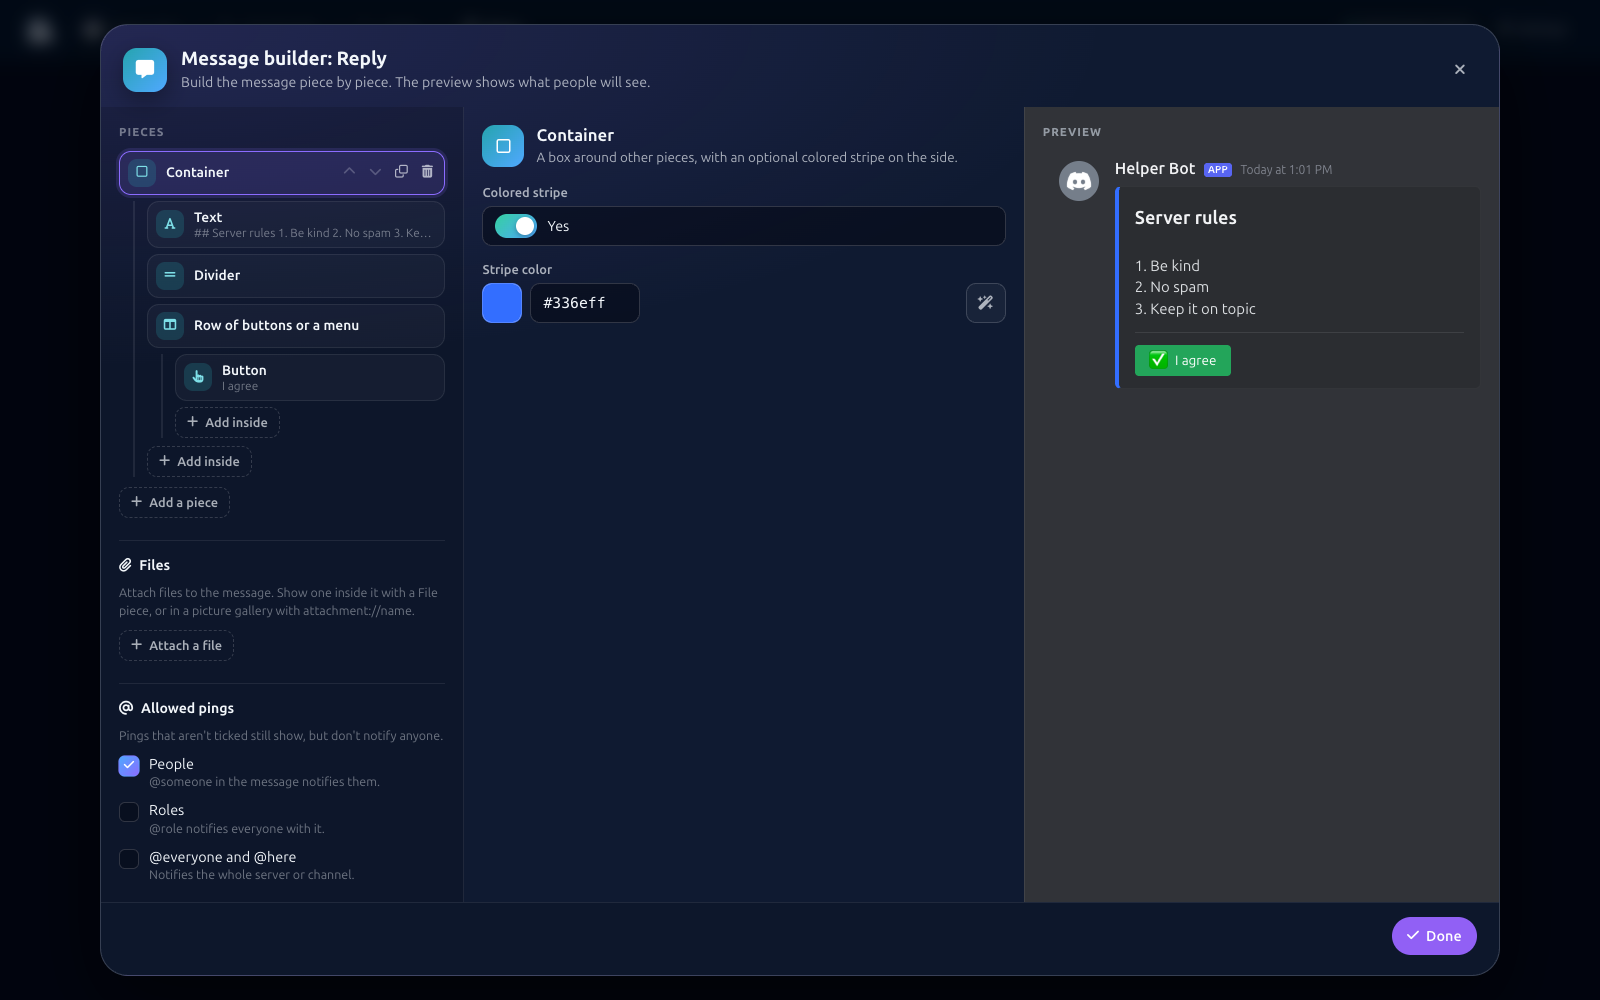 Message builder: Reply
Build the message piece by piece. The preview shows what people will see.
PIECES
Container
Text
## Server rules 1. Be kind 2. No spam 3. Ke...
Divider
Row of buttons or a menu
Button
I agree
Add inside
Add inside
Add a piece
Files
Attach files to the message. Show one inside it with a File
piece, or in a picture gallery with attachment://name.
Attach a file
Allowed pings
Pings that aren't ticked still show, but don't notify anyone.
People
@someone in the message notifies them.
Roles
@role notifies everyone with it.
@everyone and @here
Notifies the whole server or channel.
Container
A box around other pieces, with an optional colored stripe on the side.
Colored stripe
Yes
Stripe color
#336eff
PREVIEW
Helper Bot APP Today at 1:01 PM
Server rules
1. Be kind
2. No spam
3. Keep it on topic
I agree
Done